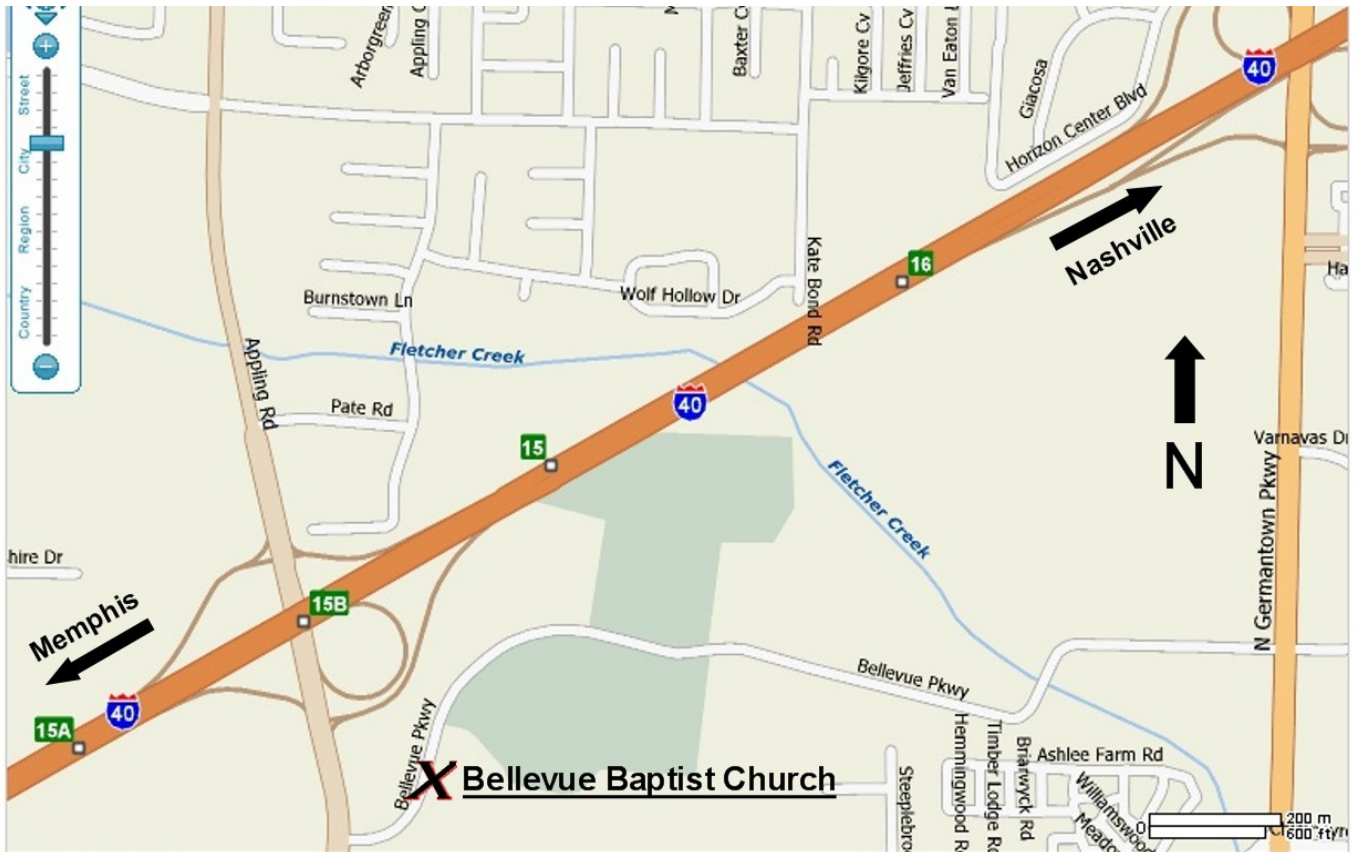 Street
City
Region
Country
Arborgreen
Appling C
Baxter Cv
Kilgore Cv
Jeffries Cv
Van Eaton
Giacosa
Horizon Center Blvd
40
Nashville
16
Kate Bond Rd
Wolf Hollow Dr
Burnstown Ln
Fletcher Creek
Appling Rd
Pate Rd
40
15
N
Varnavas Dr
N Germantown Pkwy
Fletcher Creek
hire Dr
Memphis
15B
40
15A
Bellevue Pkwy
Bellevue Pkwy
X Bellevue Baptist Church
Hemmingwood R
Timber Lodge Rd
Briarwyck Rd
Ashlee Farm Rd
Williamswood
Meado
Steeplebro
Ha
0
200 m
600 ft